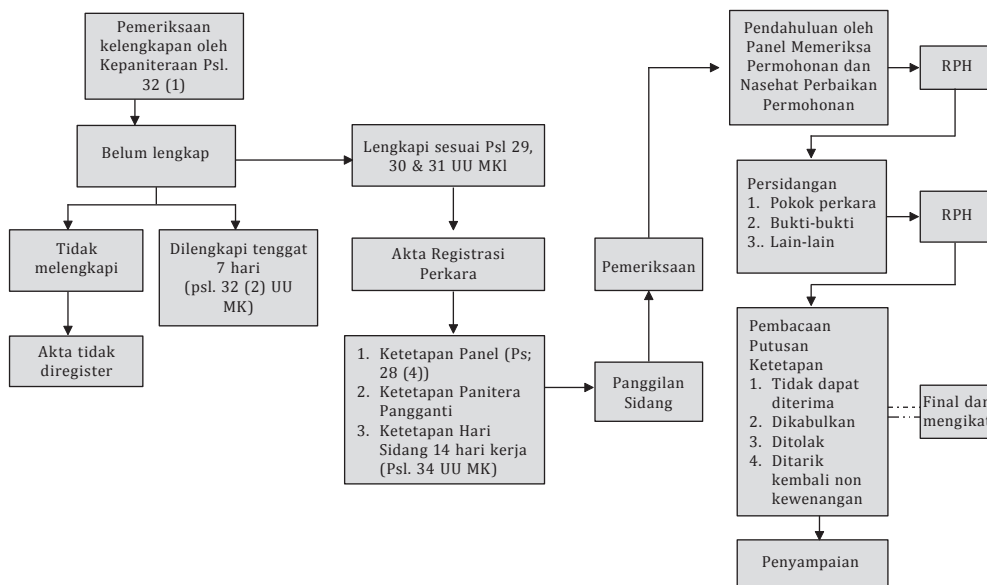 Pemeriksaan
kelengkapan oleh
Kepaniteraan Psl.
32 (1)
Belum lengkap
Tidak
melengkapi
Dilengkapi tenggat
7 hari
(psl. 32 (2) UU
MK)
Akta tidak
diregister
Lengkapi sesuai Psl 29,
30 & 31 UU MKl
Akta Registrasi
Perkara
1. Ketetapan Panel (Ps;
28 (4))
2. Ketetapan Panitera
Pangganti
3. Ketetapan Hari
Sidang 14 hari kerja
(Psl. 34 UU MK)
Panggilan
Sidang
Pemeriksaan
Pendahuluan oleh
Panel Memeriksa
Permohonan dan
Nasehat Perbaikan
Permohonan
RPH
Persidangan
1. Pokok perkara
2. Bukti-bukti
3.. Lain-lain
RPH
Pembacaan
Putusan
Ketetapan
1. Tidak dapat
diterima
2. Dikabulkan
3. Ditolak
4. Ditarik
kembali non
kewenangan
Final dan
mengikat
Penyampaian